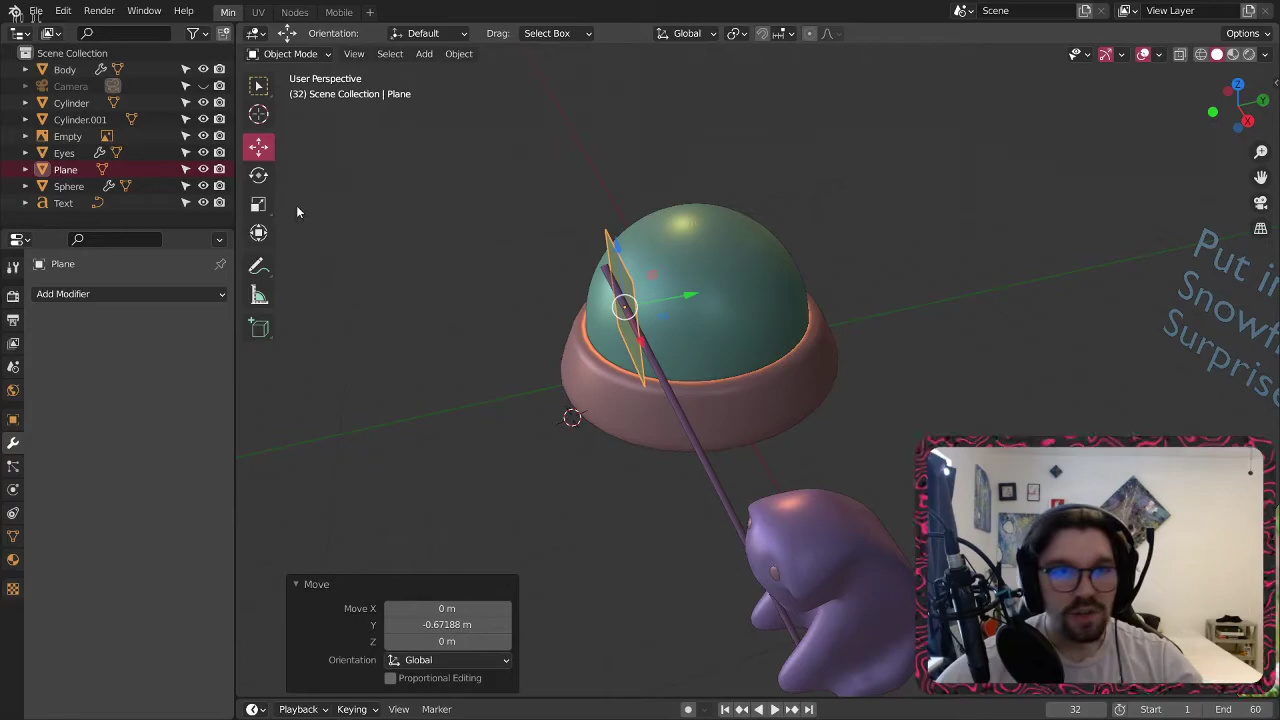 File Edit Render Window Help Min UV Nodes Mobile + Scene View Layer
Orientation: Default Drag: Select Box Global Options
Object Mode View Select Add Object
Scene Collection
Body
Camera
Cylinder
Cylinder.001
Empty
Eyes
Plane
Sphere
Text
Plane
Add Modifier
User Perspective
(32) Scene Collection | Plane
Z
Y
X
Put in
Surprise
Move
Move X 0 m
Y -0.67188 m
Z 0 m
Orientation Global
Proportional Editing
Playback Keying View Marker 32 Start 1 End 60